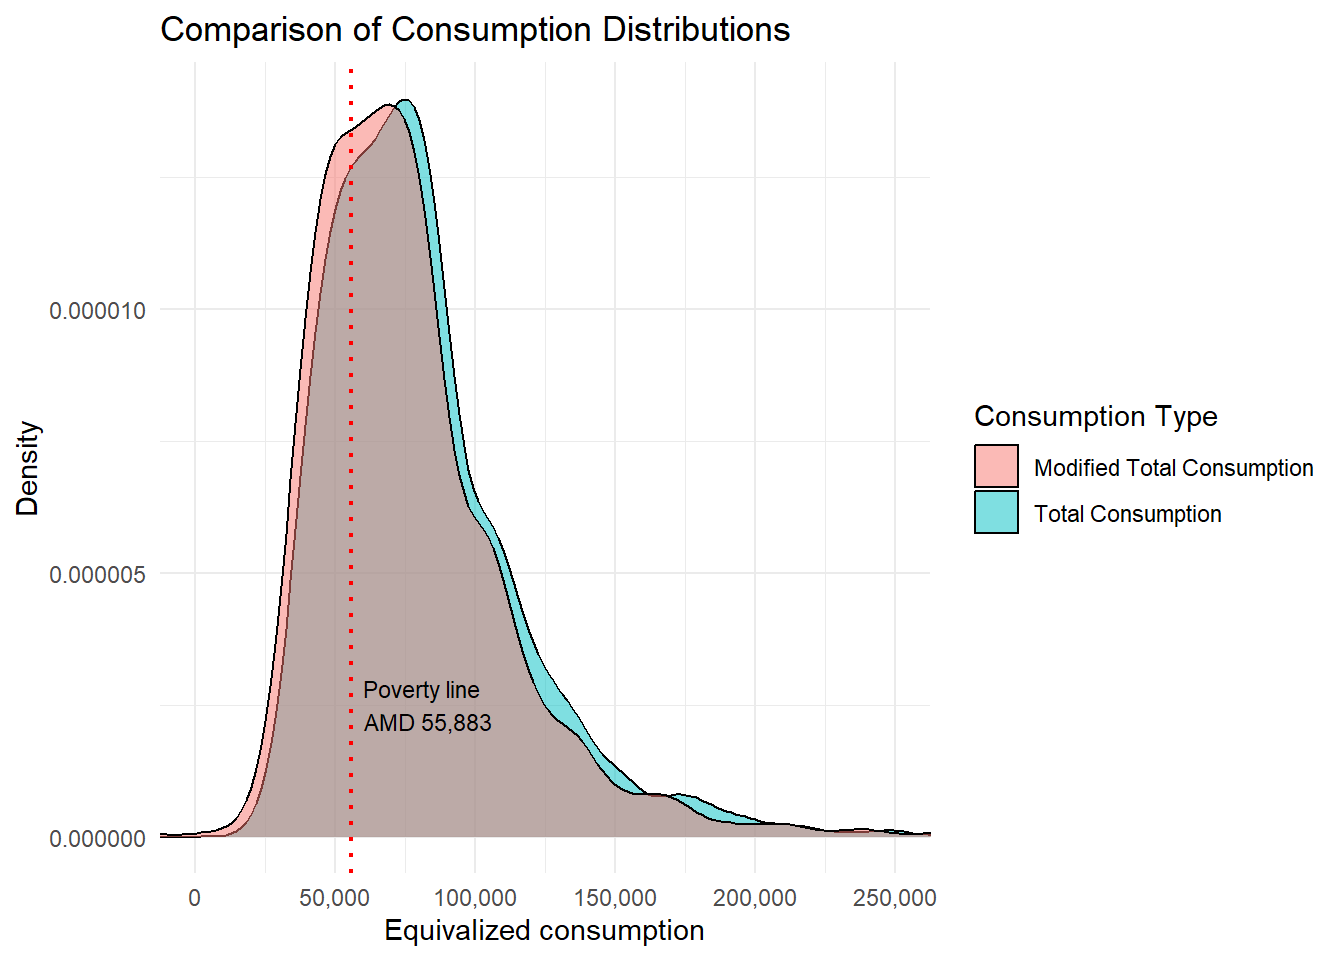 Comparison of Consumption Distributions
0.000010
0.000005
0.000000
Density
Poverty line
AMD 55,883
0
50,000
100,000
150,000
200,000
250,000
Equivalized consumption
Consumption Type
Modified Total Consumption
Total Consumption